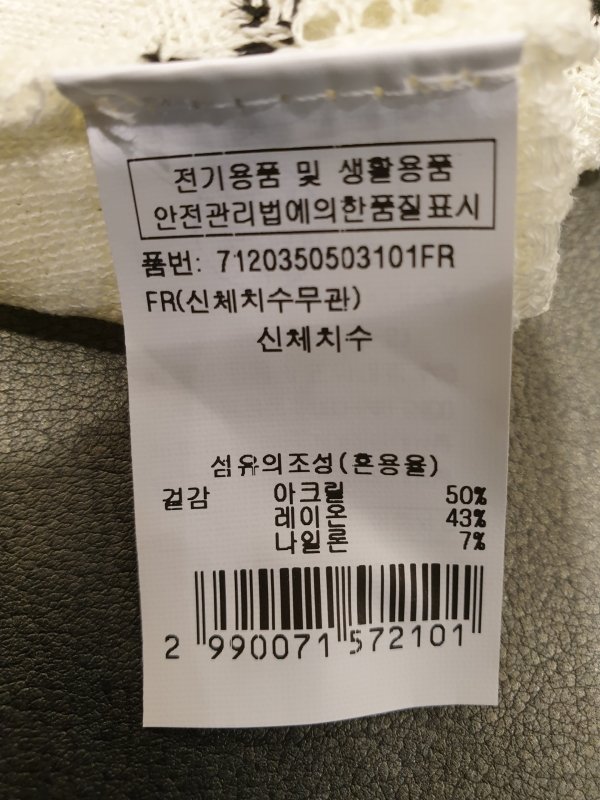 전기용품 및 생활용품
안전관리법에의한품질표시
품번: 7120350503101FR
FR(신체치수무관)
신체치수
섬유의조성(혼용율)
겉감 아크릴 50%
레이온 43%
나일론 7%
2 990071 572101